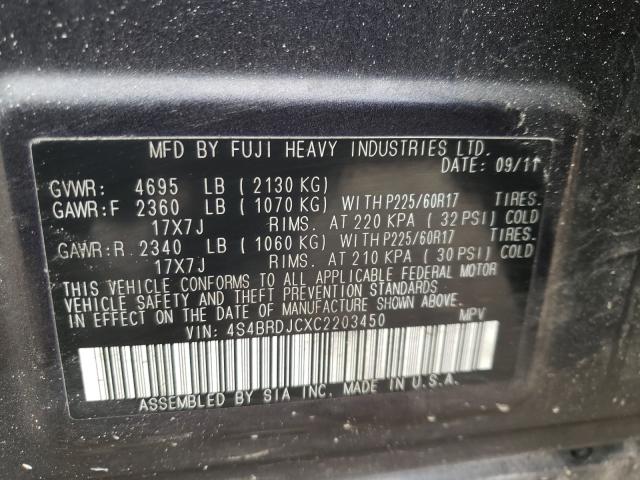 MFD BY FUJI HEAVY INDUSTRIES LTD.
DATE: 09/11
GVWR: 4695 LB ( 2130 KG)
GAWR:F 2360 LB ( 1070 KG) WITH P225/60R17 TIRES.
17X7J RIMS. AT 220 KPA ( 32 PSI) COLD
GAWR:R 2340 LB ( 1060 KG) WITH P225/60R17 TIRES.
17X7J RIMS. AT 210 KPA ( 30 PSI) COLD
THIS VEHICLE CONFORMS TO ALL APPLICABLE FEDERAL MOTOR
VEHICLE SAFETY AND THEFT PREVENTION STANDARDS
IN EFFECT ON THE DATE OF MANUFACTURE SHOWN ABOVE.
VIN: 4S4BRDJCXC2203450 MPV
ASSEMBLED BY SIA INC. MADE IN U.S.A.